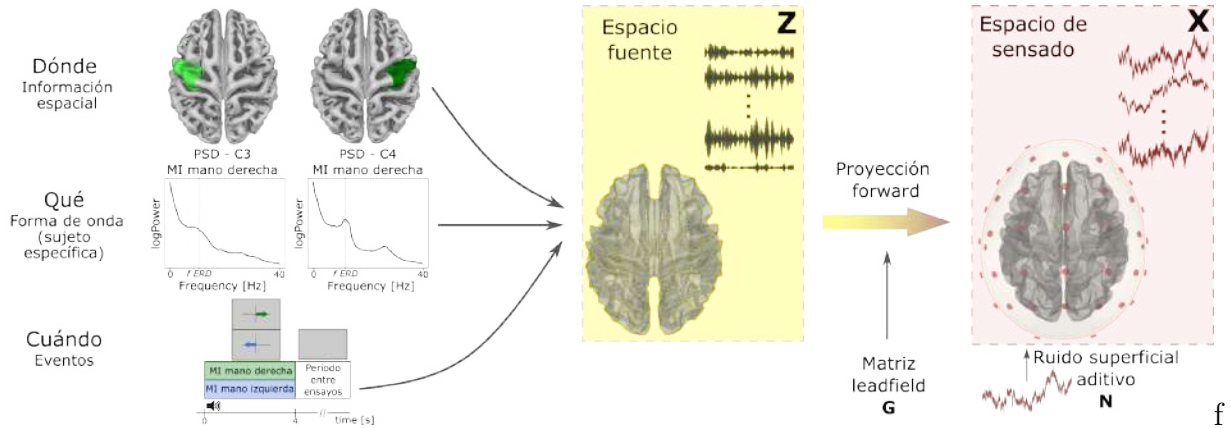 Dónde
Información
espacial
PSD - C3
MI mano derecha
PSD - C4
MI mano derecha
Qué
Forma de onda
(sujeto
específica)
logPower
0
f ERD
40
Frequency [Hz]
logPower
0
f ERD
40
Frequency [Hz]
Cuándo
Eventos
MI mano derecha
MI mano izquierda
Período
entre
ensayos
0
4
//
time [s]
Espacio
fuente
Z
Proyección
forward
Matriz
leadfield
G
Espacio de
sensado
X
Ruido superficial
aditivo
N
f